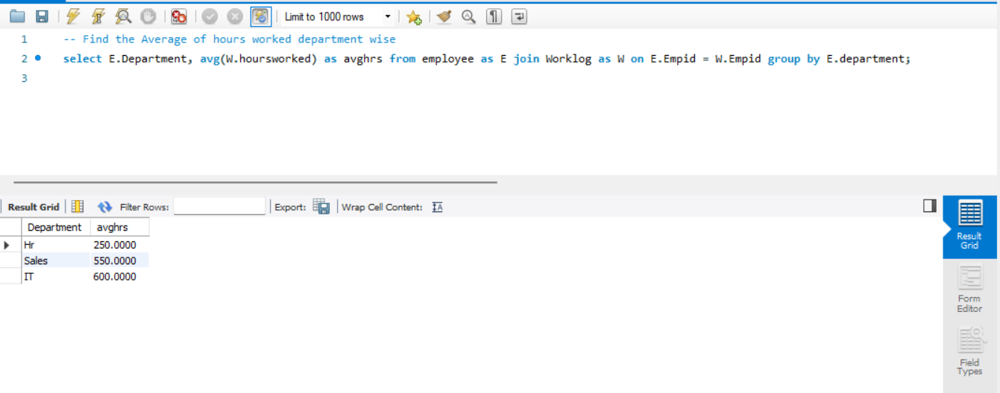 Limit to 1000 rows
1 -- Find the Average of hours worked department wise
2 select E.Department, avg(W.hoursworked) as avghrs from employee as E join Worklog as W on E.Empid = W.Empid group by E.department;
3
Result Grid Filter Rows: Export: Wrap Cell Content: IA
Department avghrs
Hr 250.0000
Sales 550.0000
IT 600.0000
Result
Grid
Form
Editor
Field
Types